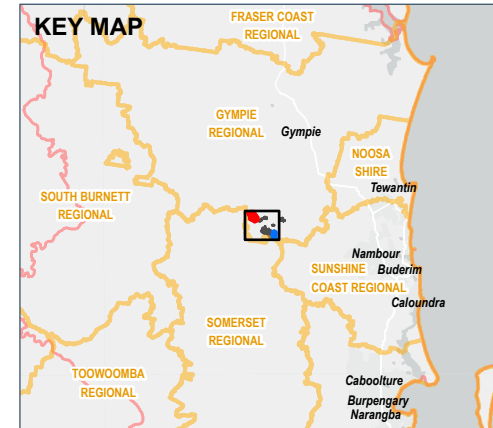 KEY MAP
FRASER COAST
REGIONAL
GYMPIE
REGIONAL
Gympie
NOOSA
SHIRE
Tewantin
SOUTH BURNETT
REGIONAL
Nambour
SUNSHINE
Buderim
COAST REGIONAL
Caloundra
SOMERSET
REGIONAL
TOOWOOMBA
REGIONAL
Caboolture
Burpengary
Narangba